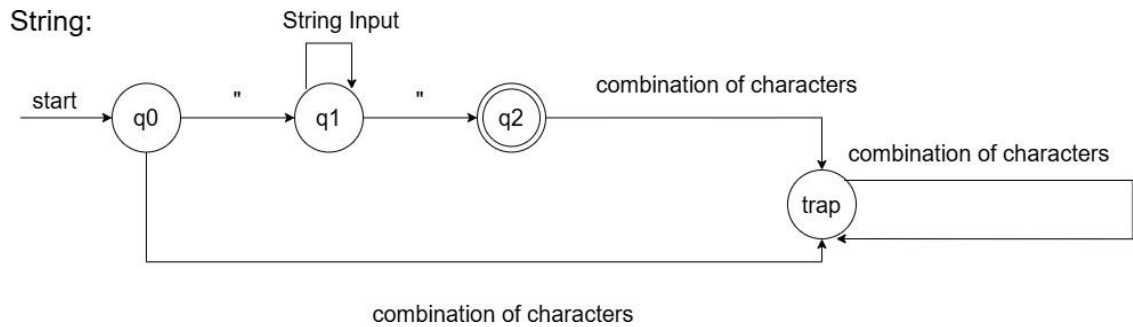 String:
String Input
start
"
"
combination of characters
q0
q1
q2
combination of characters
trap
combination of characters